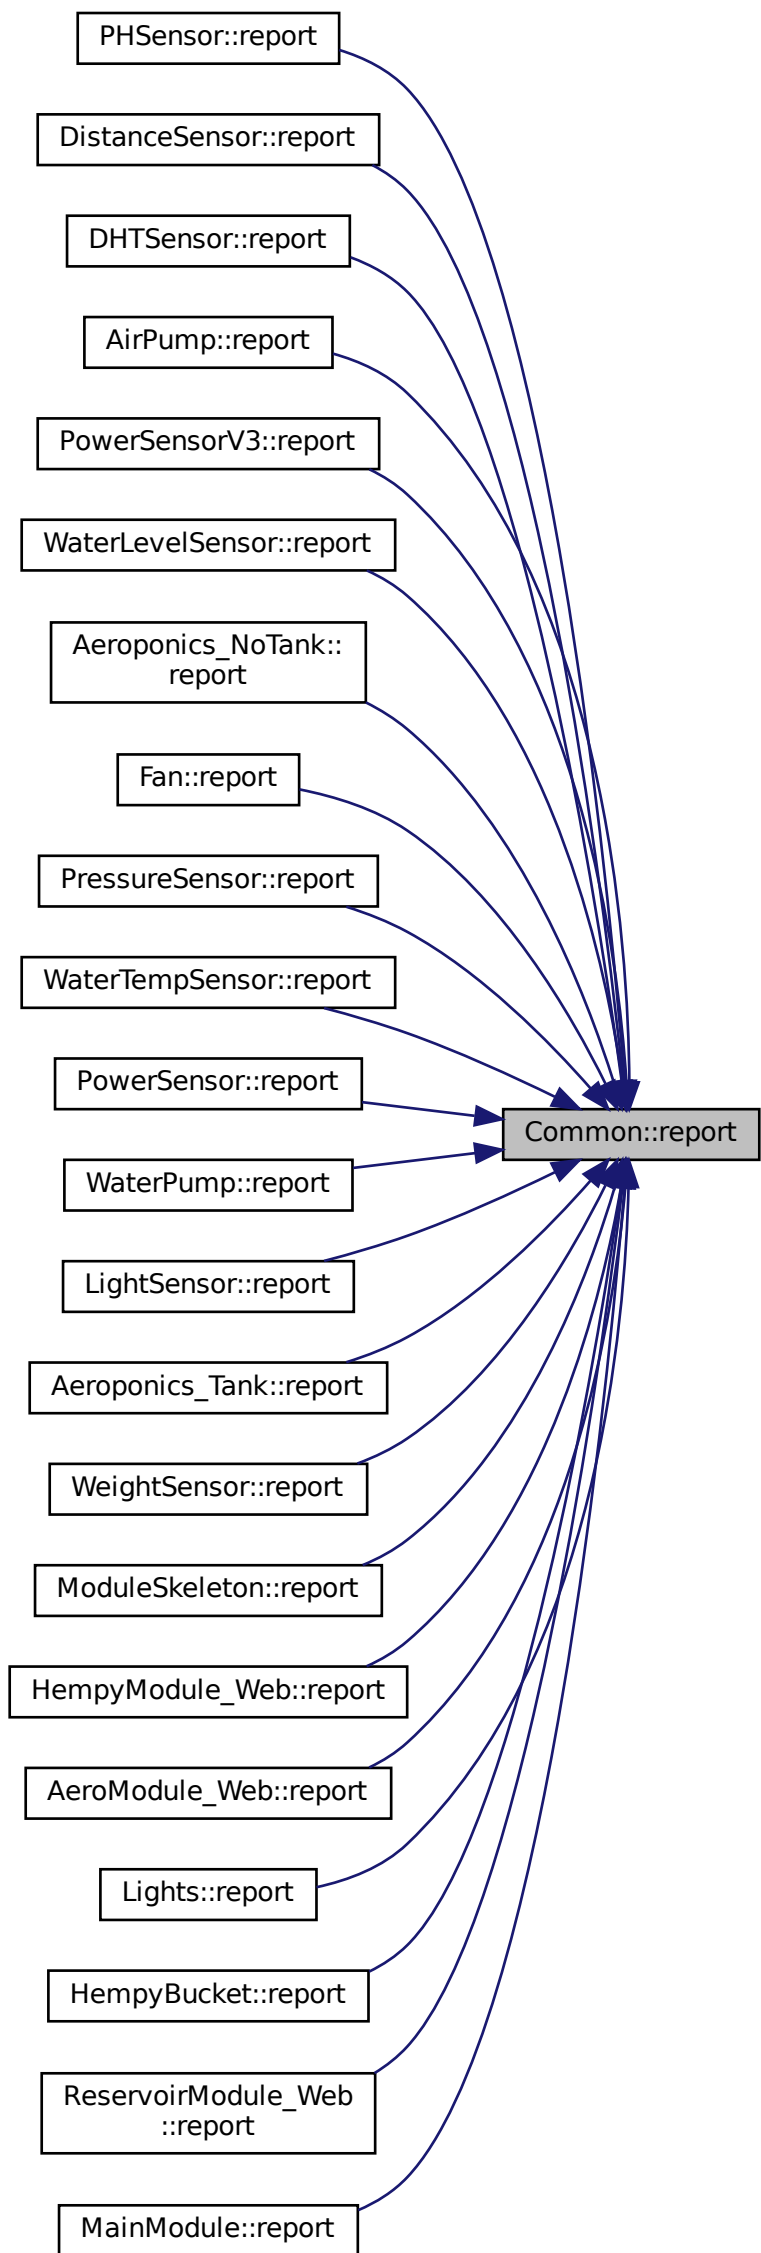 PHSensor::report
DistanceSensor::report
DHTSensor::report
AirPump::report
PowerSensorV3::report
WaterLevelSensor::report
Aeroponics_NoTank::
report
Fan::report
PressureSensor::report
WaterTempSensor::report
PowerSensor::report
Common::report
WaterPump::report
LightSensor::report
Aeroponics_Tank::report
WeightSensor::report
ModuleSkeleton::report
HempyModule_Web::report
AeroModule_Web::report
Lights::report
HempyBucket::report
ReservoirModule_Web
::report
MainModule::report